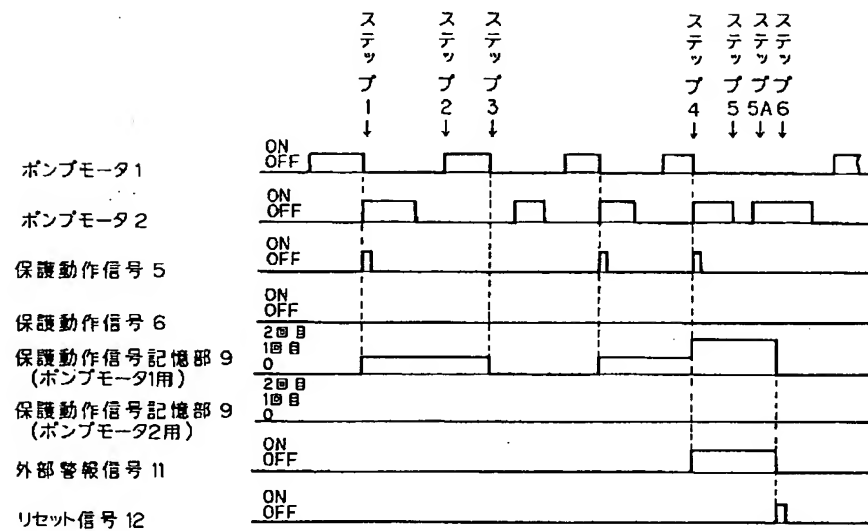 ステップ1
ステップ2
ステップ3
ステップ4
ステップ5
ステップ5A
ステップ6
ポンプモータ1
ON
OFF
ポンプモータ2
ON
OFF
保護動作信号5
ON
OFF
保護動作信号6
ON
OFF
保護動作信号記憶部9
(ポンプモータ1用)
2回目
1回目
0
保護動作信号記憶部9
(ポンプモータ2用)
2回目
1回目
0
外部警報信号11
ON
OFF
リセット信号12
ON
OFF